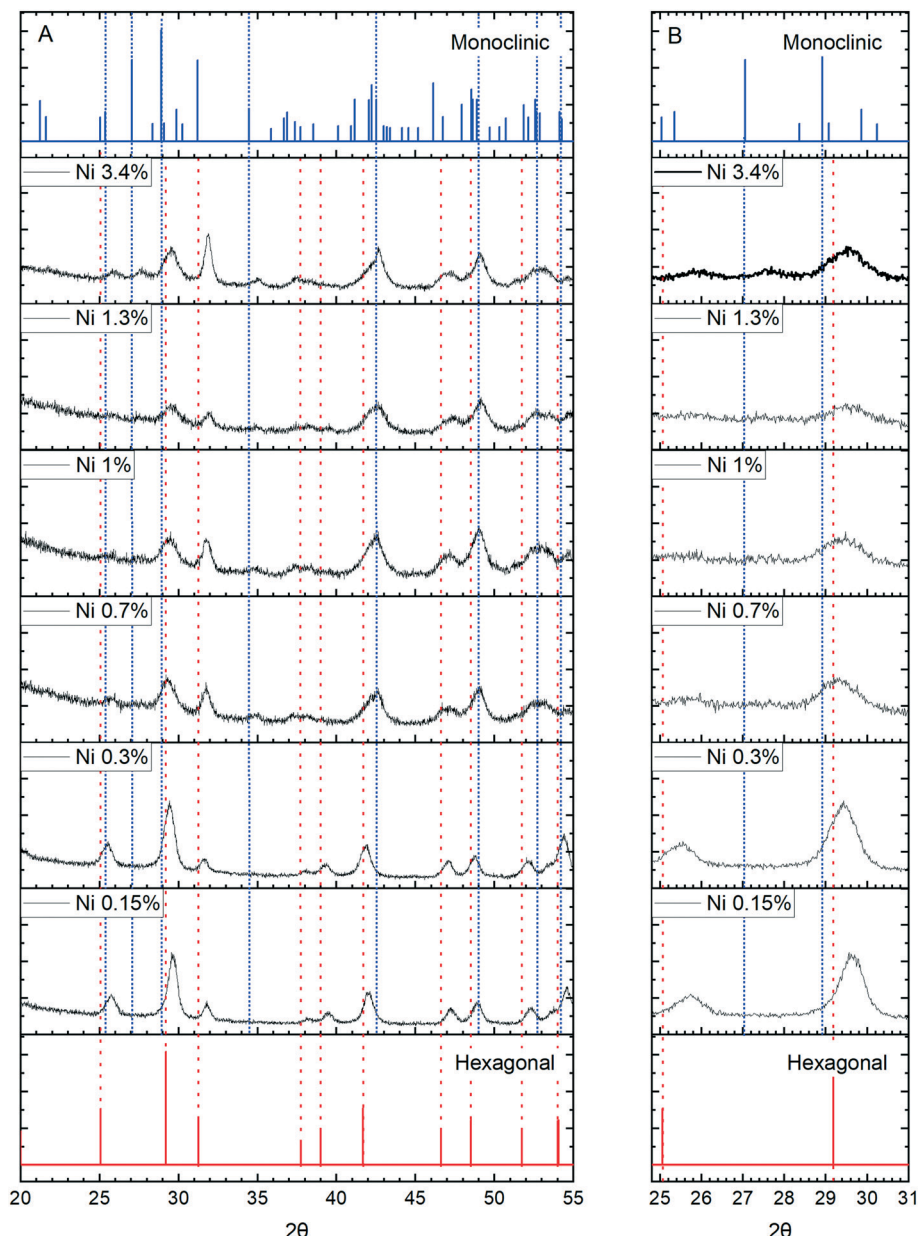 A
Monoclinic
Ni 3.4%
Ni 1.3%
Ni 1%
Ni 0.7%
Ni 0.3%
Ni 0.15%
Hexagonal
20 25 30 35 40 45 50 55
2θ
B
Monoclinic
Ni 3.4%
Ni 1.3%
Ni 1%
Ni 0.7%
Ni 0.3%
Ni 0.15%
Hexagonal
25 26 27 28 29 30 31
2θ